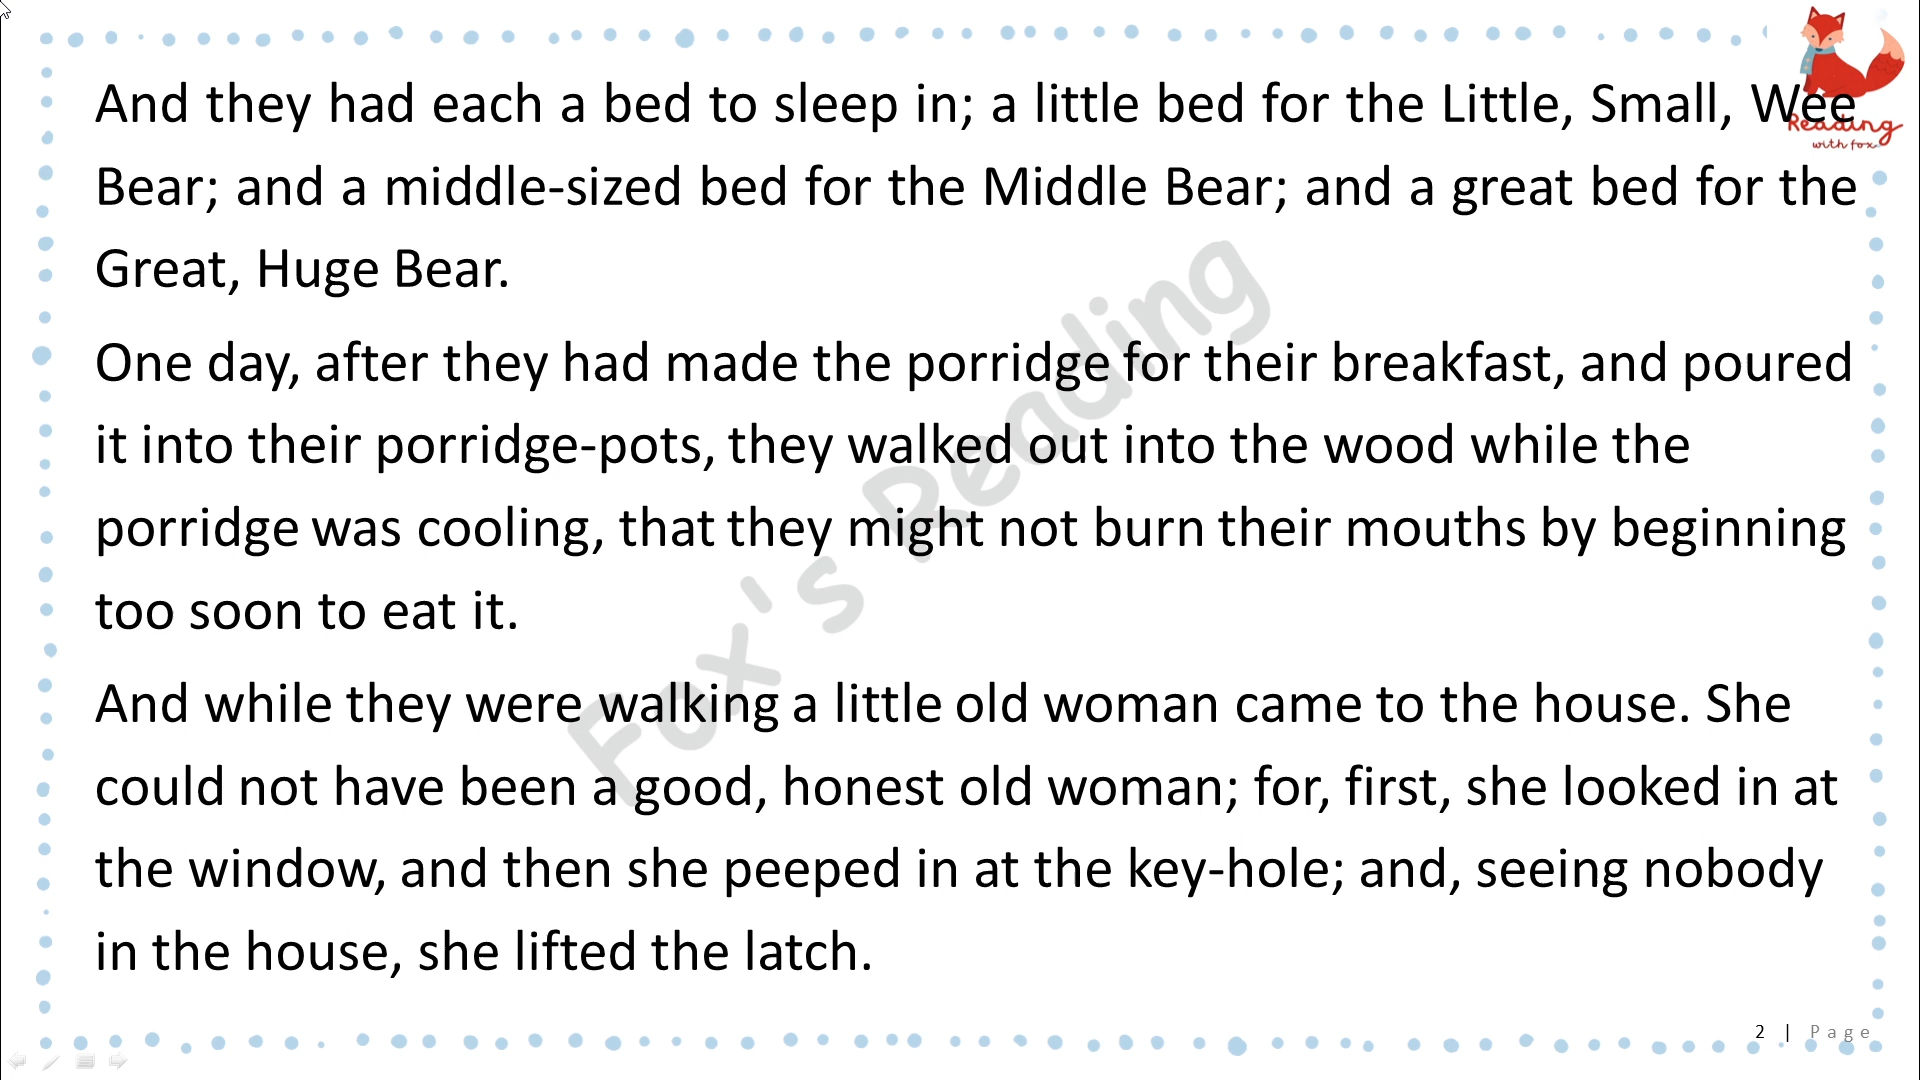 And they had each a bed to sleep in; a little bed for the Little, Small, Wee
Bear; and a middle-sized bed for the Middle Bear; and a great bed for the
Great, Huge Bear.
One day, after they had made the porridge for their breakfast, and poured
it into their porridge-pots, they walked out into the wood while the
porridge was cooling, that they might not burn their mouths by beginning
too soon to eat it.
And while they were walking a little old woman came to the house. She
could not have been a good, honest old woman; for, first, she looked in at
the window, and then she peeped in at the key-hole; and, seeing nobody
in the house, she lifted the latch.
Reading
with fox
Fox's Reading
2 | Page